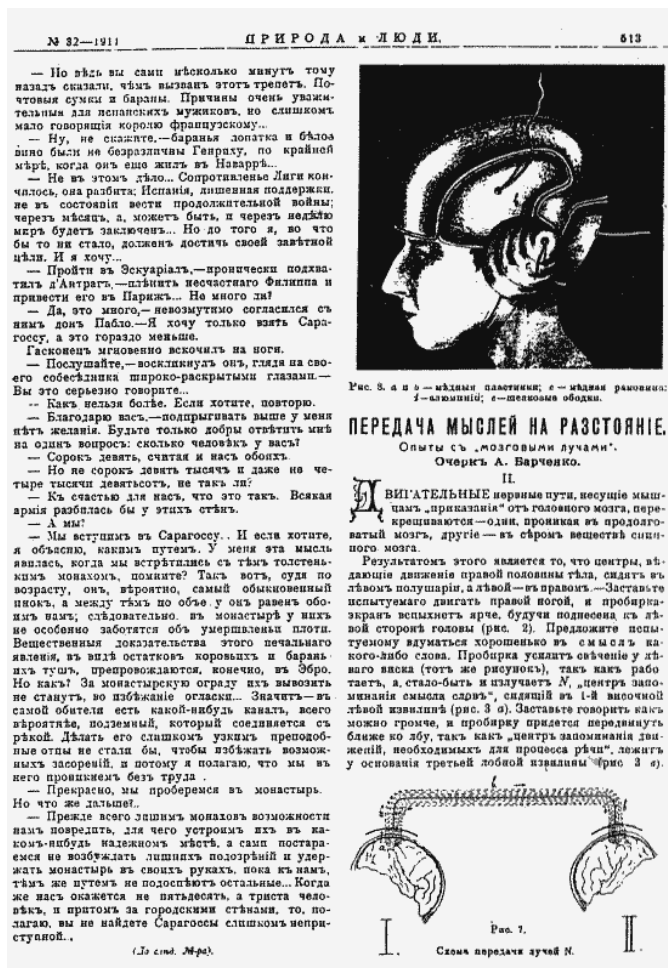 № 32—1911
ПРИРОДА и ЛЮДИ.
513
— Но вѣдь вы сами нѣсколько минутъ тому
назадъ сказали, чѣмъ вызванъ этотъ трепетъ. По-
чтовыя сумки и бараны. Причины очень уважи-
тельныя для испанскихъ мужиковъ, но слишкомъ
мало говорящія королю французскому...
— Ну, не скажите,—баранья лопатка и бѣлое
вино были не безразличны Генриху, по крайней
мѣрѣ, когда онъ еще жилъ въ Наваррѣ...
— Не въ этомъ дѣло... Сопротивленье Лиги кон-
чилось, она разбита; Испанія, лишенная поддержки,
не въ состояніи вести продолжительной войны;
черезъ мѣсяцъ, а, можетъ быть, и черезъ недѣлю
миръ будетъ заключенъ... Но до того я, во что
бы то ни стало, долженъ достичь своей завѣтной
цѣли. И я хочу...
— Пройти въ Эскуріалъ,—иронически подхва-
тилъ д'Антрагъ,—плѣнить несчастнаго Филиппа и
привести его въ Парижъ... Не много ли?
— Да, это много,—невозмутимо согласился съ
нимъ донъ Пабло.—Я хочу только взять Сара-
госсу, а это гораздо меньше.
Гасконецъ мгновенно вскочилъ на ноги.
— Послушайте,—воскликнулъ онъ, глядя на сво-
его собесѣдника широко-раскрытыми глазами.—
Вы это серьезно говорите...
— Какъ нельзя болѣе. Если хотите, повторю.
— Благодарю васъ,—подпрыгивать выше у меня
нѣтъ желанія. Будьте только добры отвѣтить мнѣ
на одинъ вопросъ: сколько человѣкъ у васъ?
— Сорокъ девять, считая и насъ обоихъ.
— Но не сорокъ девять тысячъ и даже не че-
тыре тысячи девятьсотъ, не такъ ли?
— Къ счастью для насъ, что это такъ. Всякая
армія разбилась бы у этихъ стѣнъ.
— А мы?
— Мы вступимъ въ Сарагоссу.. И если хотите,
я объясню, какимъ путемъ. У меня эта мысль
явилась, когда мы встрѣтились съ тѣмъ толстень-
кимъ монахомъ, помните? Такъ вотъ, судя по
возрасту, онъ, вѣроятно, самый обыкновенный
инокъ, а между тѣмъ по объе у онъ равенъ обо-
имъ вамъ; слѣдовательно, въ монастырѣ у нихъ
не особенно заботятся объ умерщвленьи плоти.
Вещественныя доказательства этого печальнаго
явленія, въ видѣ остатковъ коровьихъ и барань-
ихъ тушъ, препровождаются, конечно, въ Эбро.
Но какъ? За монастырскую ограду ихъ вывозить
не станутъ, во избѣжаніе огласки... Значитъ—въ
самой обители есть какой-нибудь каналъ, всего
вѣроятнѣе, подземный, который соединяется съ
рѣкой. Дѣлать его слишкомъ узкимъ преподоб-
ные отцы не стали бы, чтобы избѣжать возмож-
ныхъ засореній, и потому я полагаю, что мы въ
него проникнемъ безъ труда .
— Прекрасно, мы проберемся въ монастырь.
Но что же дальше?..
— Прежде всего лишимъ монаховъ возможности
намъ повредить, для чего устроимъ ихъ въ ка-
комъ-нибудь надежномъ мѣстѣ, а сами постара-
емся не возбуждать лишнихъ подозрѣній и удер-
жать монастырь въ своихъ рукахъ, пока къ намъ,
тѣмъ же путемъ не подоспѣютъ остальные... Когда
же насъ окажется не пятьдесятъ, а триста чело-
вѣкъ, и притомъ за городскими стѣнами, то, по-
лагаю, вы не найдете Сарагоссы слишкомъ непри-
ступной..
(До слѣд. №-ра).
Рис. 3. a и b—мѣдныя пластинки; c—мѣдная раковина;
d—алюминій; e—шелковые ободки.
ПЕРЕДАЧА МЫСЛЕЙ НА РАЗСТОЯНІЕ.
Опыты съ „мозговыми лучами".
Очеркъ А. Барченко.
II.
ДВИГАТЕЛЬНЫЕ нервные пути, несущіе мыш-
цамъ „приказанія" отъ головного мозга, пере-
крещиваются—одни, проникая въ продолго-
ватый мозгъ, другіе—въ сѣромъ веществѣ спин-
ного мозга.
Результатомъ этого является то, что центры, вѣ-
дающіе движеніе правой половины тѣла, сидятъ въ
лѣвомъ полушаріи, а лѣвой—въ правомъ.—Заставьте
испытуемаго двигать правой ногой, и пробирка-
экранъ вспыхнетъ ярче, будучи поднесена къ лѣ-
вой сторонѣ головы (рис. 2). Предложите испы-
туемому вдуматься хорошенько въ смыслъ ка-
кого-либо слова. Пробирка усилитъ свѣченіе у лѣ-
ваго виска (тотъ же рисунокъ), такъ какъ рабо
таетъ, а, стало-быть и излучаетъ N, „центръ запо-
минанія смысла словъ", сидящій въ 1-й височной
лѣвой извилинѣ (рис. 3 a). Заставьте говорить какъ
можно громче, и пробирку придется передвинуть
ближе ко лбу, такъ какъ „центръ запоминанія дви-
женій, необходимыхъ для процесса рѣчи", лежитъ
у основанія третьей лобной извилины (рис 3 a).
I.
Рис. 7.
II.
Схема передачи лучей N.